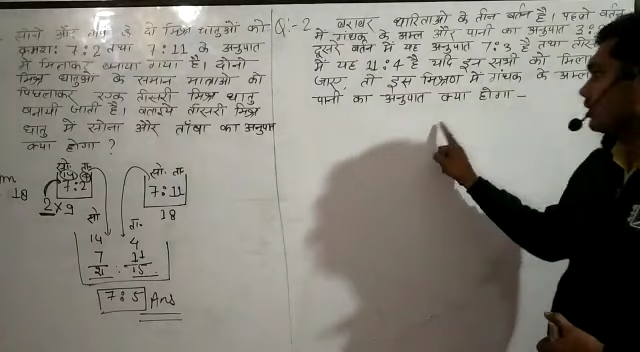 सोने और तांबे के दो मिश्र धातुओं को
क्रमशः 7:2 तथा 7:11 के अनुपात
में मिलाकर बनाया गया है। दोनो
मिश्र धातुओं के समान मात्राओं को
पिघलाकर एक तीसरी मिश्र धातु
बनायी जाती है। बताइये तीसरी मिश्र
धातु में सोना और तांबा का अनुपात
क्या होगा ?
सो. ता.
7:2
2×9
18
सो. ता.
7:11
18
सो ता.
14 4
7 11
21 : 15
7:5 Ans
Q:-2 बराबर धारिताओं के तीन बर्तन है। पहले बर्तन
में गंधक के अम्ल और पानी का अनुपात 3:
दूसरे बर्तन में यह अनुपात 7:3 है तथा
में यह 11:4 है यदि इन सभी को मिला
जाए, तो इस मिश्रण में गंधक के अम्ल
पानी का अनुपात क्या होगा -